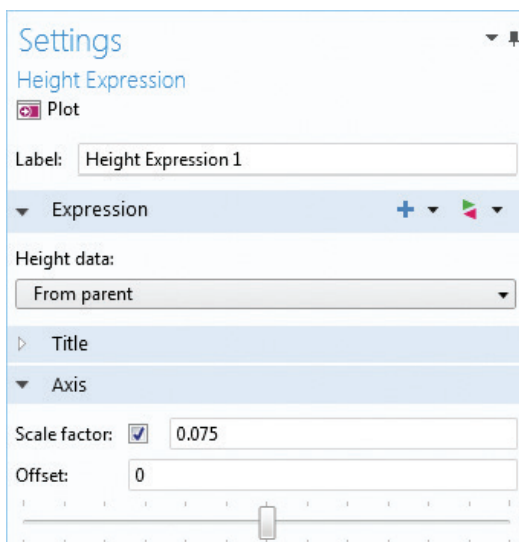 Settings
Height Expression
Plot
Label: Height Expression 1
Expression
Height data:
From parent
Title
Axis
Scale factor: 0.075
Offset: 0